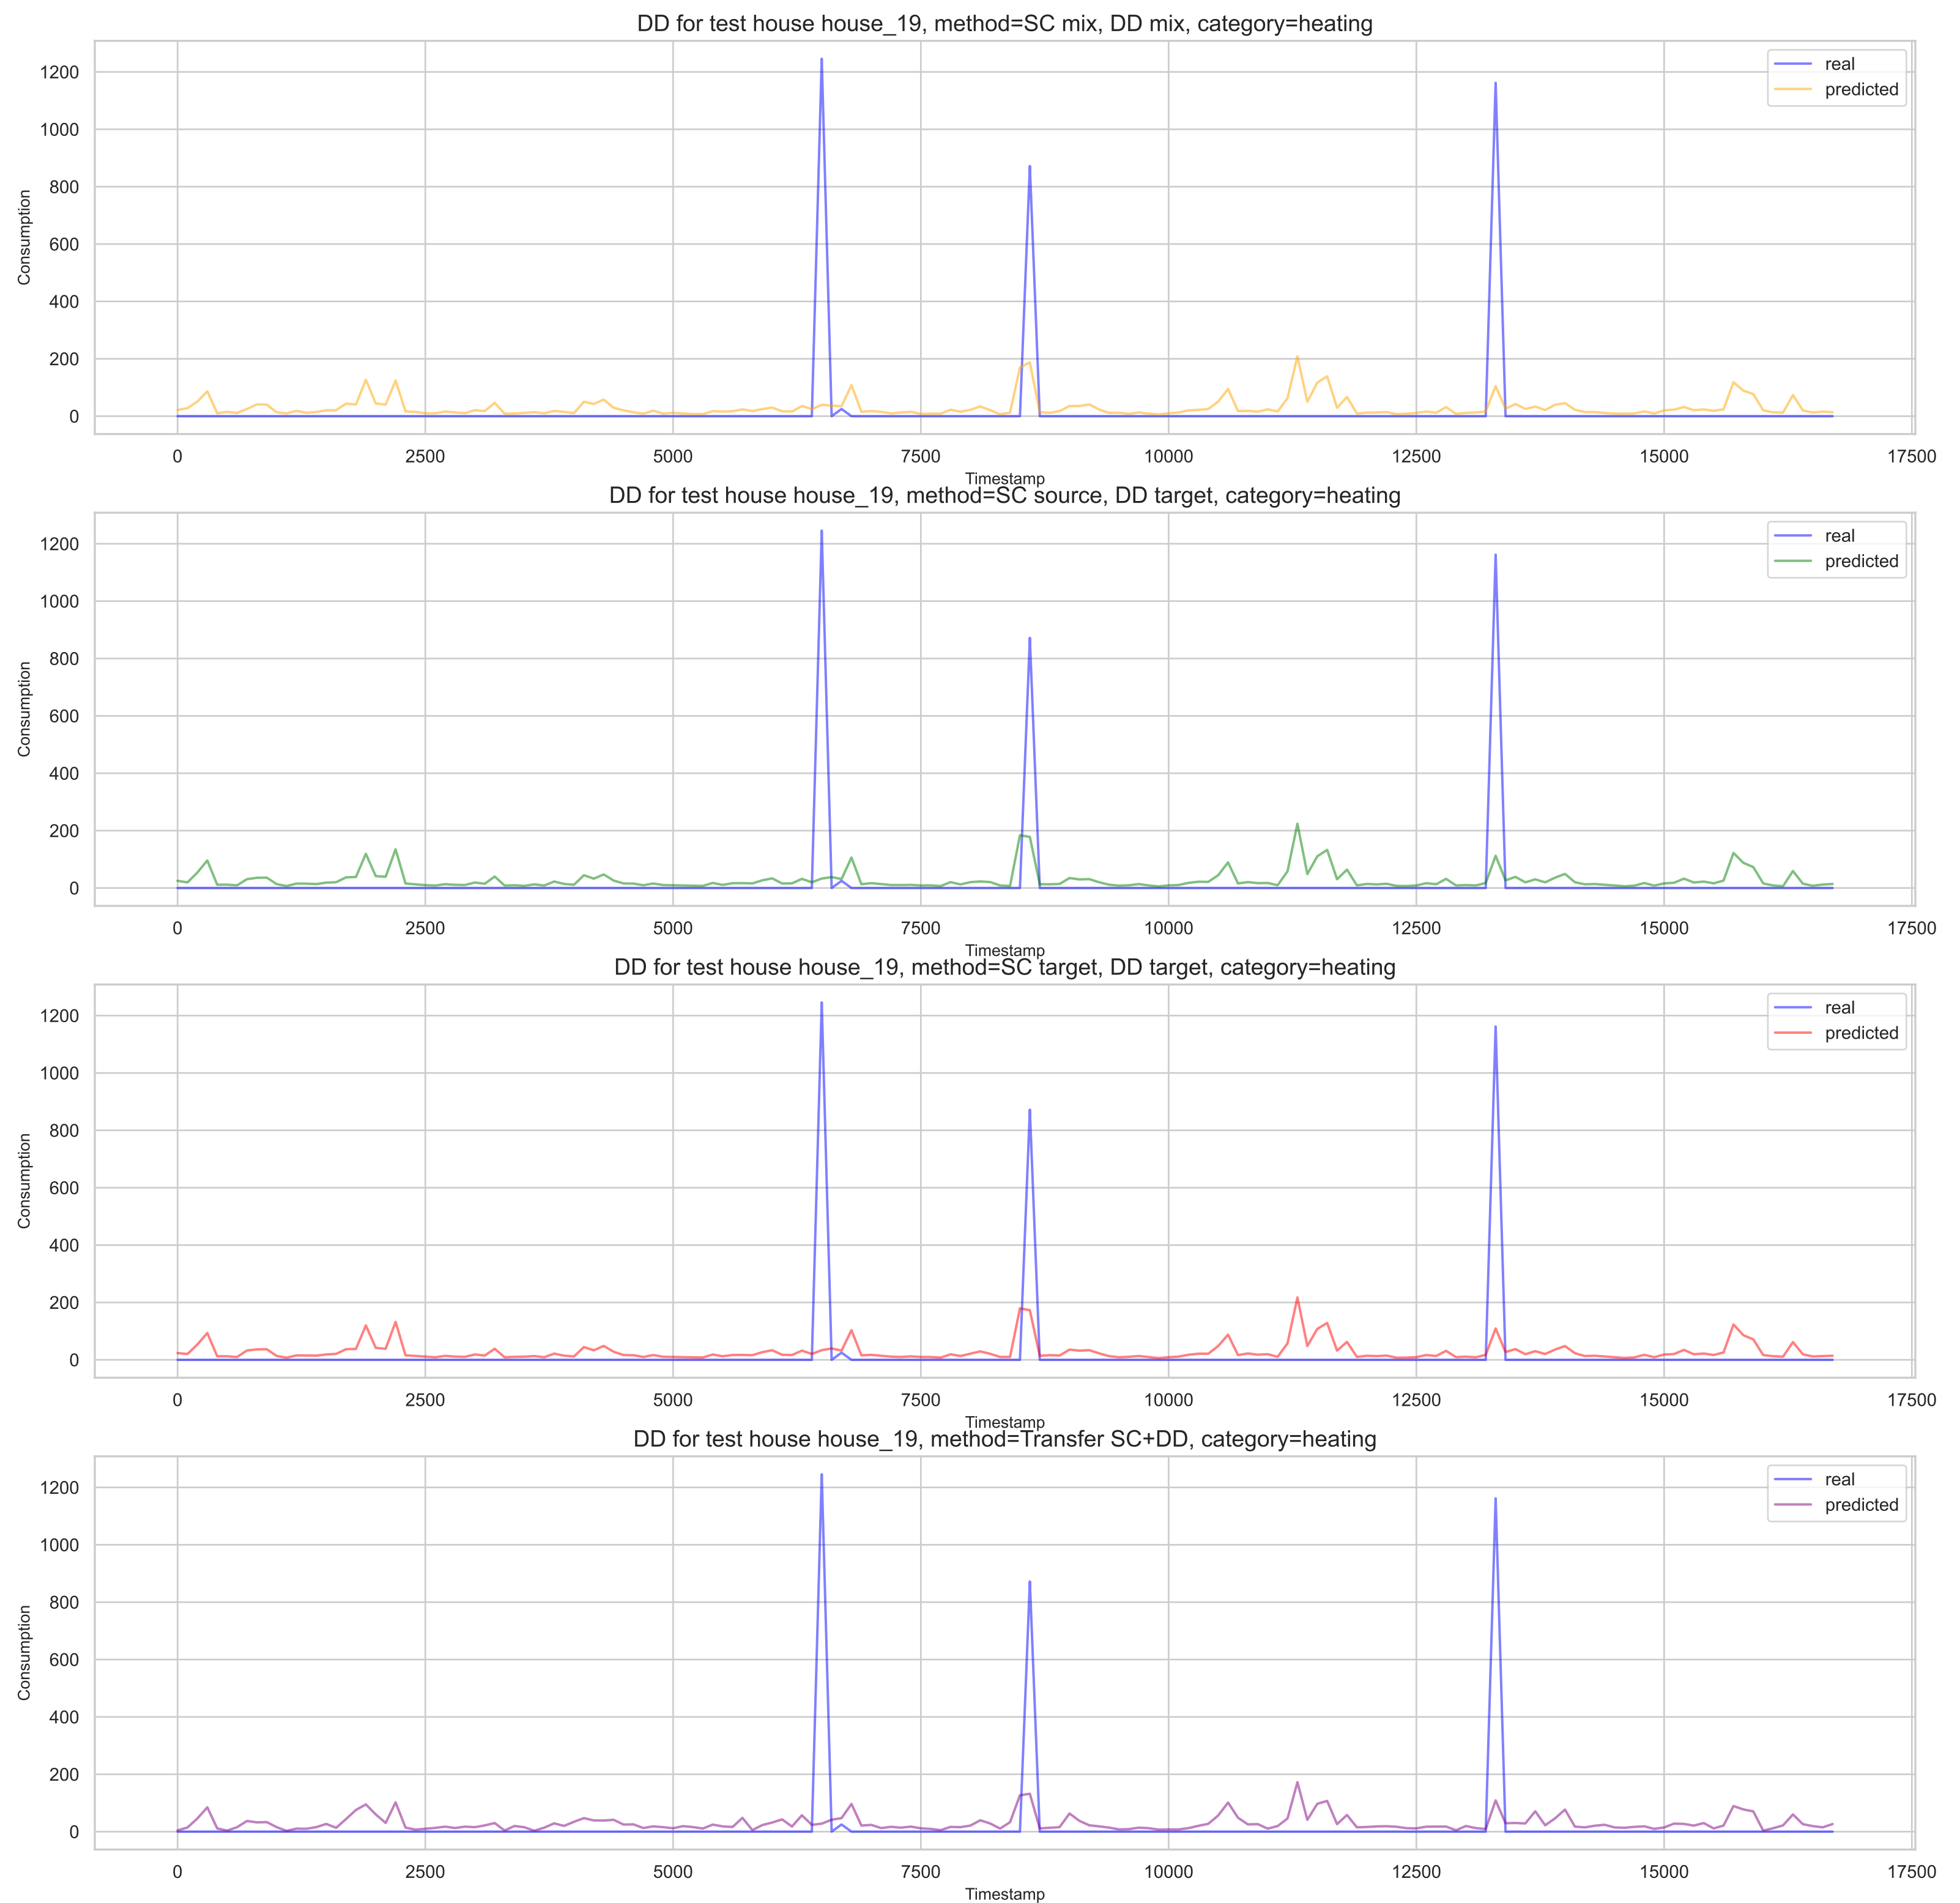 DD for test house house_19, method=SC mix, DD mix, category=heating
1200
1000
800
600
400
200
0
Consumption
real
predicted
0 2500 5000 7500 10000 12500 15000 17500
Timestamp
DD for test house house_19, method=SC source, DD target, category=heating
1200
1000
800
600
400
200
0
Consumption
real
predicted
0 2500 5000 7500 10000 12500 15000 17500
Timestamp
DD for test house house_19, method=SC target, DD target, category=heating
1200
1000
800
600
400
200
0
Consumption
real
predicted
0 2500 5000 7500 10000 12500 15000 17500
Timestamp
DD for test house house_19, method=Transfer SC+DD, category=heating
1200
1000
800
600
400
200
0
Consumption
real
predicted
0 2500 5000 7500 10000 12500 15000 17500
Timestamp